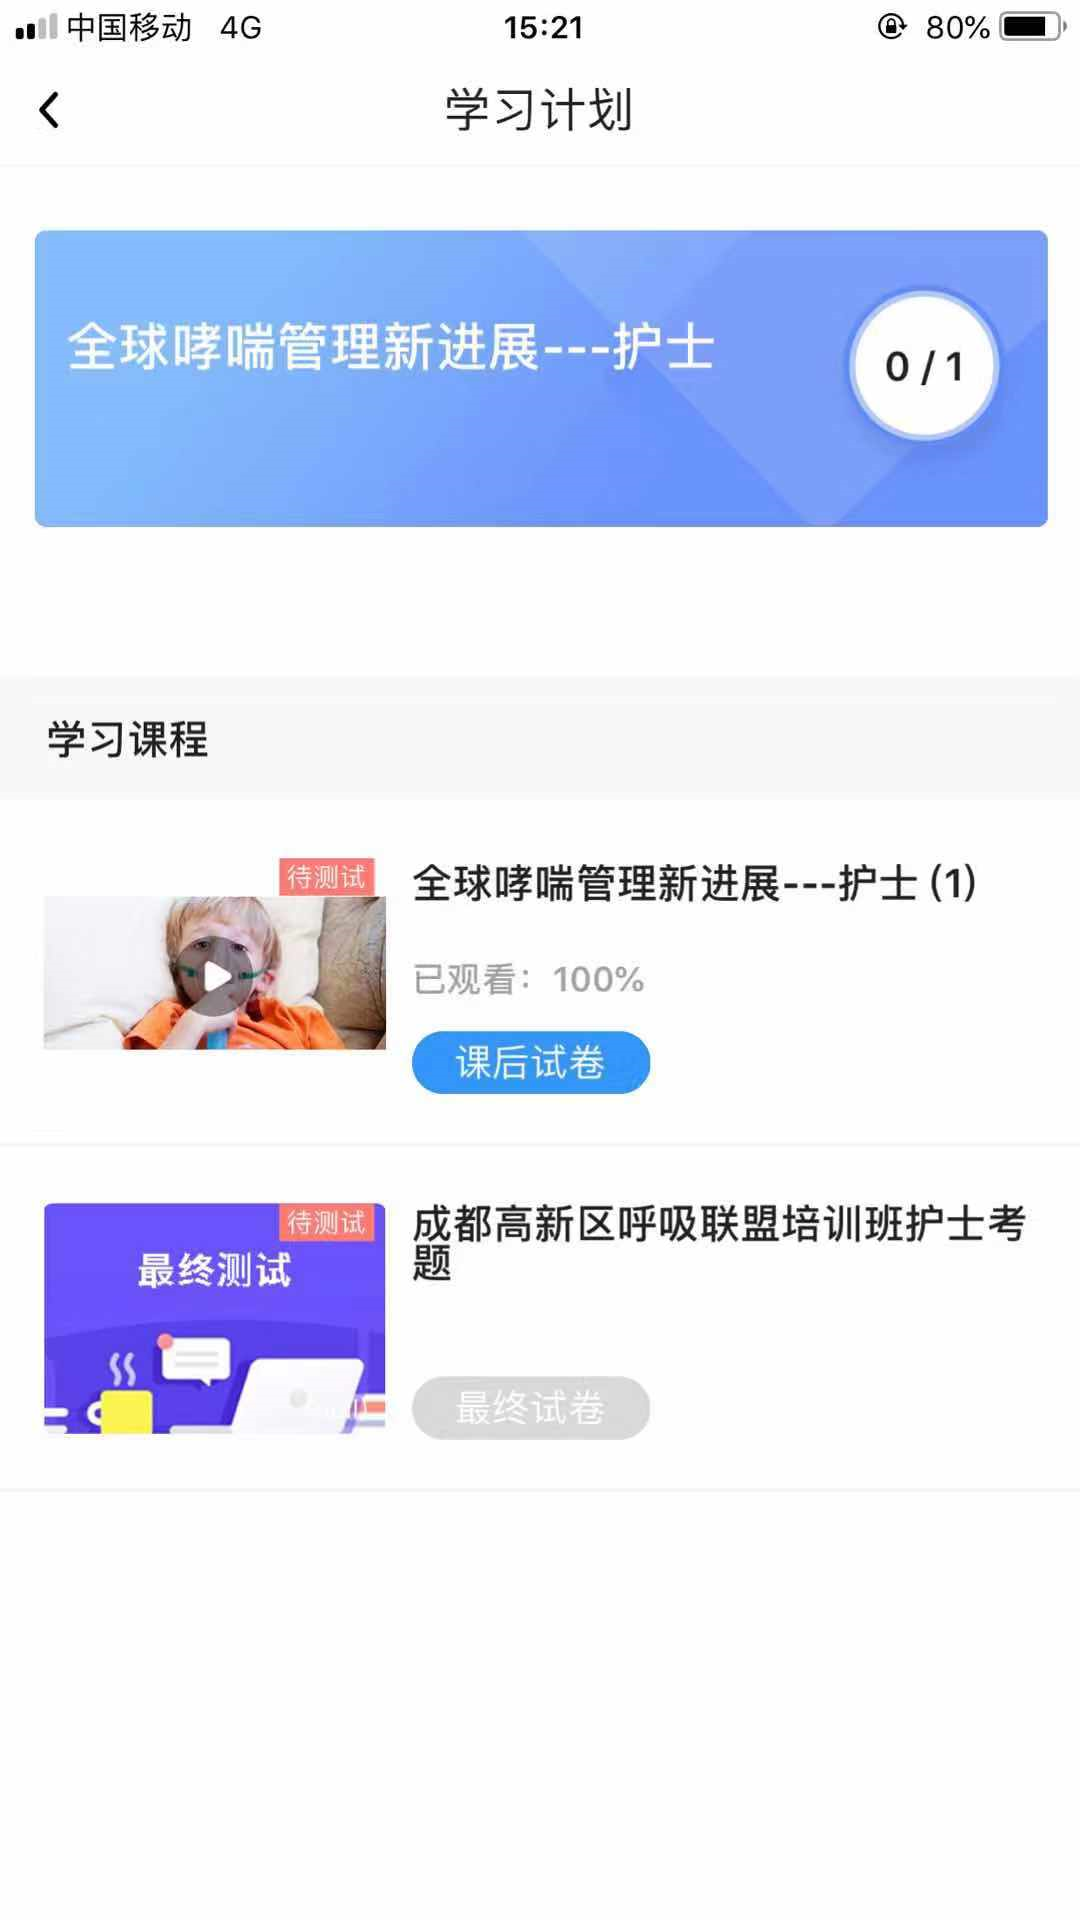 中国移动 4G 15:21 80%
学习计划
全球哮喘管理新进展---护士
0 / 1
学习课程
待测试
全球哮喘管理新进展---护士 (1)
已观看：100%
课后试卷
待测试
最终测试
成都高新区呼吸联盟培训班护士考
题
最终试卷